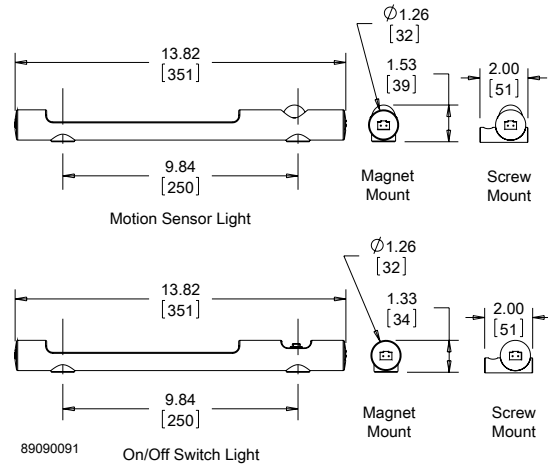 13.82
[351]
Ø1.26
[32]
1.53
[39]
2.00
[51]
9.84
[250]
Magnet
Mount
Screw
Mount
Motion Sensor Light
13.82
[351]
Ø1.26
[32]
1.33
[34]
2.00
[51]
9.84
[250]
Magnet
Mount
Screw
Mount
89090091
On/Off Switch Light